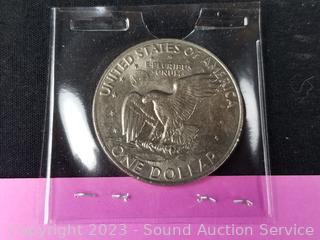 UNITED STATES OF AMERICA
E PLURIBUS
UNUM
ONE DOLLAR
Copyright 2023 - Sound Auction Service